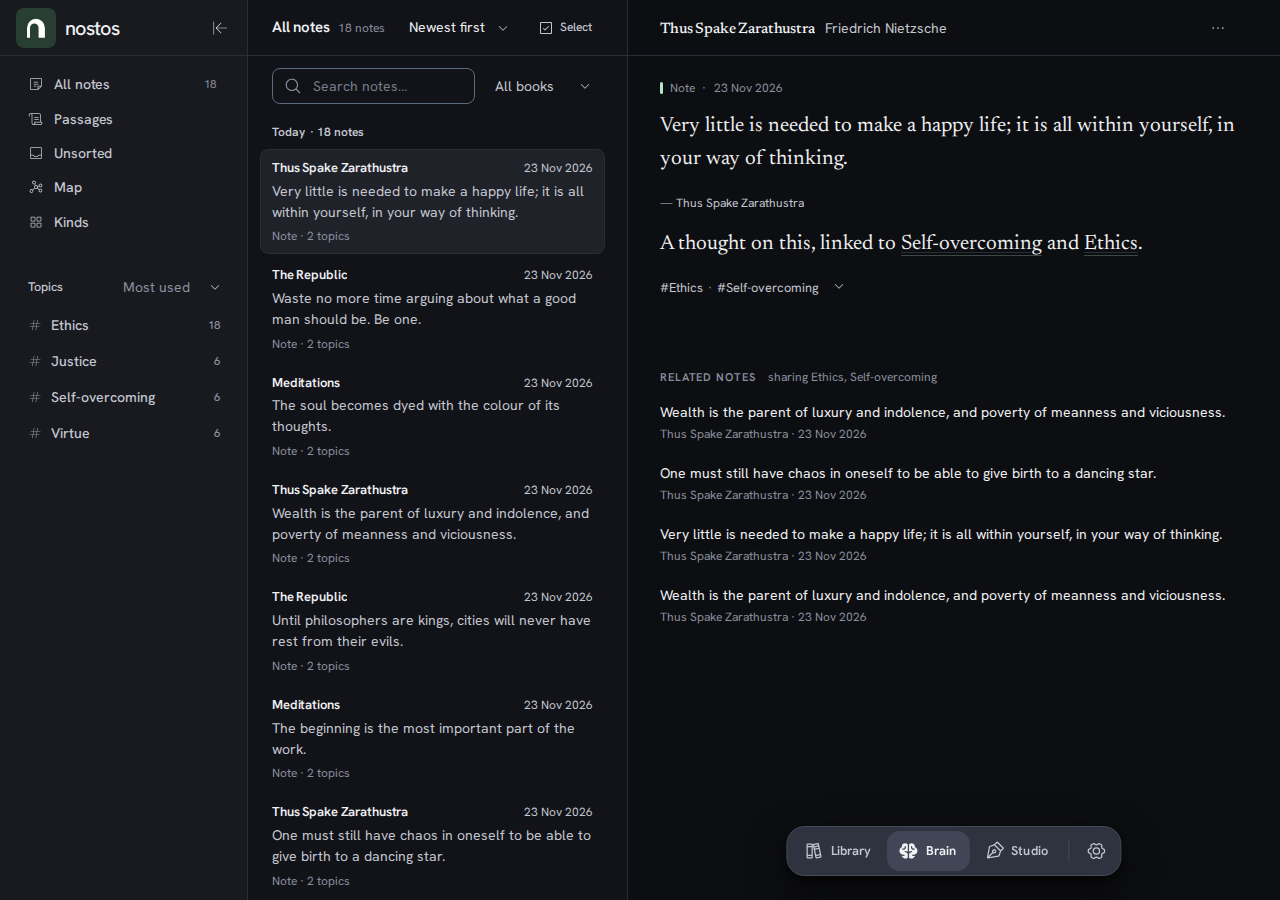 nostos
All notes 18
Passages
Unsorted
Map
Kinds
Topics Most used
# Ethics 18
# Justice 6
# Self-overcoming 6
# Virtue 6
All notes 18 notes Newest first Select
Search notes...
All books
Today · 18 notes
Thus Spake Zarathustra 23 Nov 2026
Very little is needed to make a happy life; it is all
within yourself, in your way of thinking.
Note · 2 topics
The Republic 23 Nov 2026
Waste no more time arguing about what a good
man should be. Be one.
Note · 2 topics
Meditations 23 Nov 2026
The soul becomes dyed with the colour of its
thoughts.
Note · 2 topics
Thus Spake Zarathustra 23 Nov 2026
Wealth is the parent of luxury and indolence, and
poverty of meanness and viciousness.
Note · 2 topics
The Republic 23 Nov 2026
Until philosophers are kings, cities will never have
rest from their evils.
Note · 2 topics
Meditations 23 Nov 2026
The beginning is the most important part of the
work.
Note · 2 topics
Thus Spake Zarathustra 23 Nov 2026
One must still have chaos in oneself to be able to
give birth to a dancing star.
Note · 2 topics
Thus Spake Zarathustra Friedrich Nietzsche
Note · 23 Nov 2026
Very little is needed to make a happy life; it is all within yourself, in
your way of thinking.
— Thus Spake Zarathustra
A thought on this, linked to Self-overcoming and Ethics.
#Ethics · #Self-overcoming
RELATED NOTES sharing Ethics, Self-overcoming
Wealth is the parent of luxury and indolence, and poverty of meanness and viciousness.
Thus Spake Zarathustra · 23 Nov 2026
One must still have chaos in oneself to be able to give birth to a dancing star.
Thus Spake Zarathustra · 23 Nov 2026
Very little is needed to make a happy life; it is all within yourself, in your way of thinking.
Thus Spake Zarathustra · 23 Nov 2026
Wealth is the parent of luxury and indolence, and poverty of meanness and viciousness.
Thus Spake Zarathustra · 23 Nov 2026
Library Brain Studio